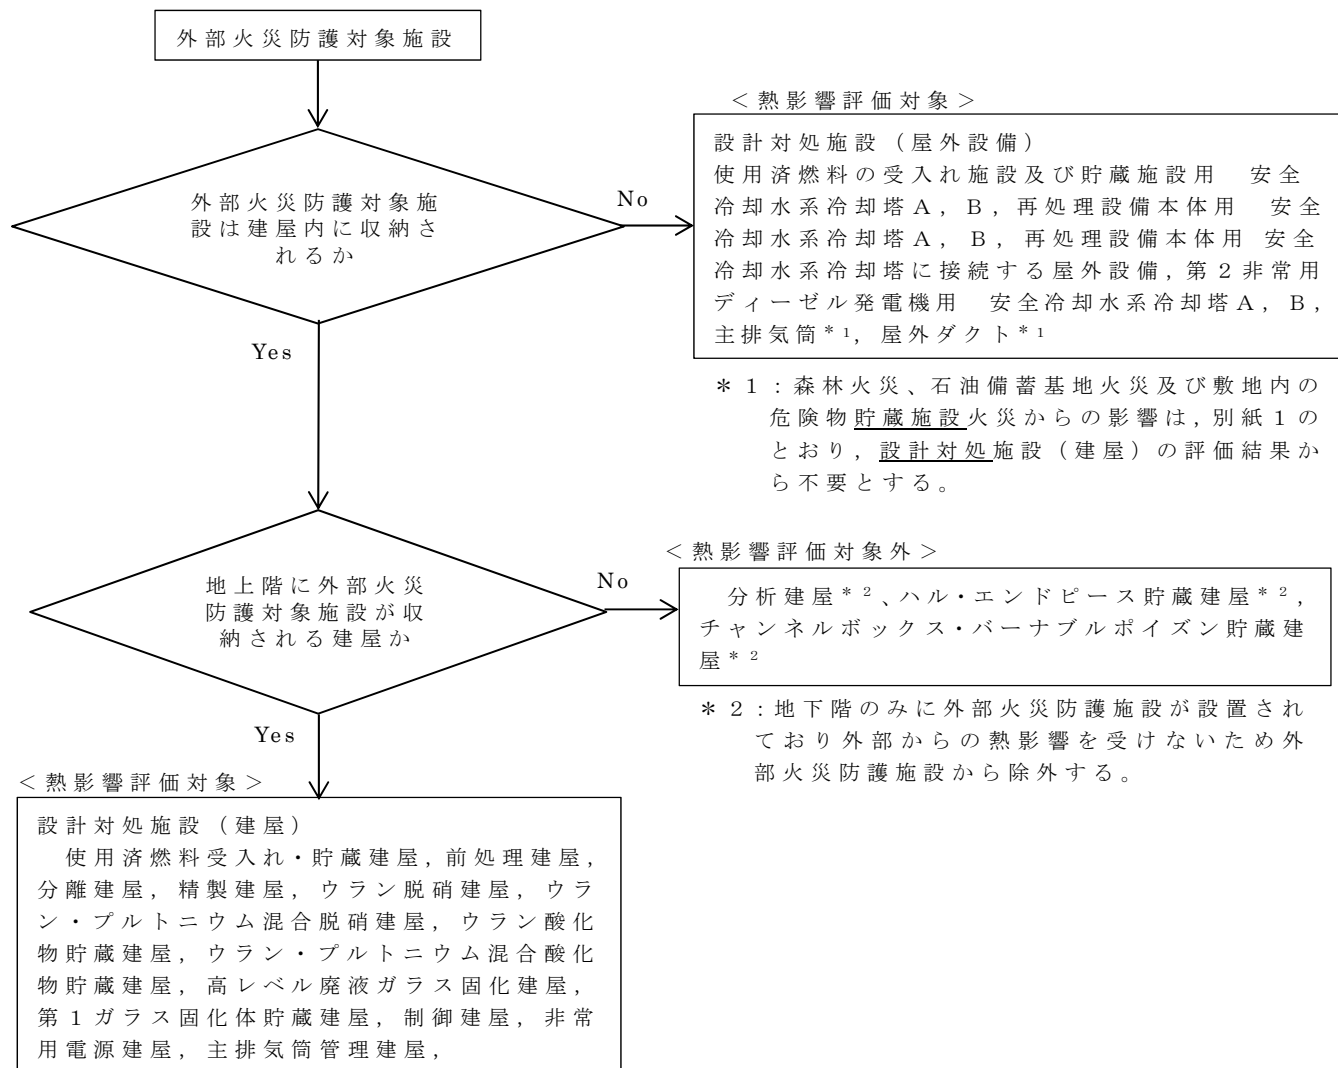 外部火災防護対象施設
＜熱影響評価対象＞
設計対処施設（屋外設備）
使用済燃料の受入れ施設及び貯蔵施設用　安全
冷却水系冷却塔Ａ，Ｂ，再処理設備本体用　安全
冷却水系冷却塔Ａ，Ｂ，再処理設備本体用 安全
冷却水系冷却塔に接続する屋外設備，第２非常用
ディーゼル発電機用　安全冷却水系冷却塔Ａ，Ｂ，
主排気筒＊１，屋外ダクト＊１
外部火災防護対象施
設は建屋内に収納さ
れるか
No
Yes
＊１：森林火災、石油備蓄基地火災及び敷地内の
危険物貯蔵施設火災からの影響は，別紙１の
とおり，設計対処施設（建屋）の評価結果か
ら不要とする。
＜熱影響評価対象外＞
分析建屋＊２、ハル・エンドピース貯蔵建屋＊２，
チャンネルボックス・バーナブルポイズン貯蔵建
屋＊２
地上階に外部火災
防護対象施設が収
納される建屋か
No
Yes
＊２：地下階のみに外部火災防護施設が設置され
ており外部からの熱影響を受けないため外
部火災防護施設から除外する。
＜熱影響評価対象＞
設計対処施設（建屋）
使用済燃料受入れ・貯蔵建屋，前処理建屋，
分離建屋，精製建屋，ウラン脱硝建屋，ウラ
ン・プルトニウム混合脱硝建屋，ウラン酸化
物貯蔵建屋，ウラン・プルトニウム混合酸化
物貯蔵建屋，高レベル廃液ガラス固化建屋，
第１ガラス固化体貯蔵建屋，制御建屋，非常
用電源建屋，主排気筒管理建屋，